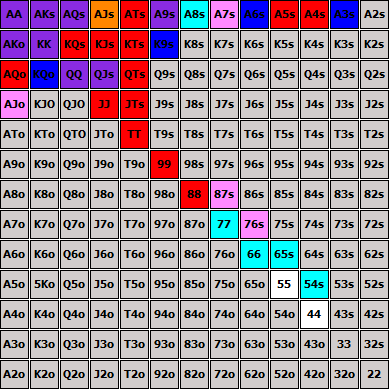 AA AKs AQs AJs ATs A9s A8s A7s A6s A5s A4s A3s A2s
AKo KK KQs KJs KTs K9s K8s K7s K6s K5s K4s K3s K2s
AQo KQo QQ QJs QTs Q9s Q8s Q7s Q6s Q5s Q4s Q3s Q2s
AJo KJO QJO JJ JTs J9s J8s J7s J6s J5s J4s J3s J2s
ATo KTo QTO JTo TT T9s T8s T7s T6s T5s T4s T3s T2s
A9o K9o Q9o J9o T9o 99 98s 97s 96s 95s 94s 93s 92s
A8o K8o Q8o J8o T8o 98o 88 87s 86s 85s 84s 83s 82s
A7o K7o Q7o J7o T7o 97o 87o 77 76s 75s 74s 73s 72s
A6o K6o Q6o J6o T6o 96o 86o 76o 66 65s 64s 63s 62s
A5o 5Ko Q5o J5o T5o 95o 85o 75o 65o 55 54s 53s 52s
A4o K4o Q4o J4o T4o 94o 84o 74o 64o 54o 44 43s 42s
A3o K3o Q3o J3o T3o 93o 83o 73o 63o 53o 43o 33 32s
A2o K2o Q2o J2o T2o 92o 82o 72o 62o 52o 42o 32o 22